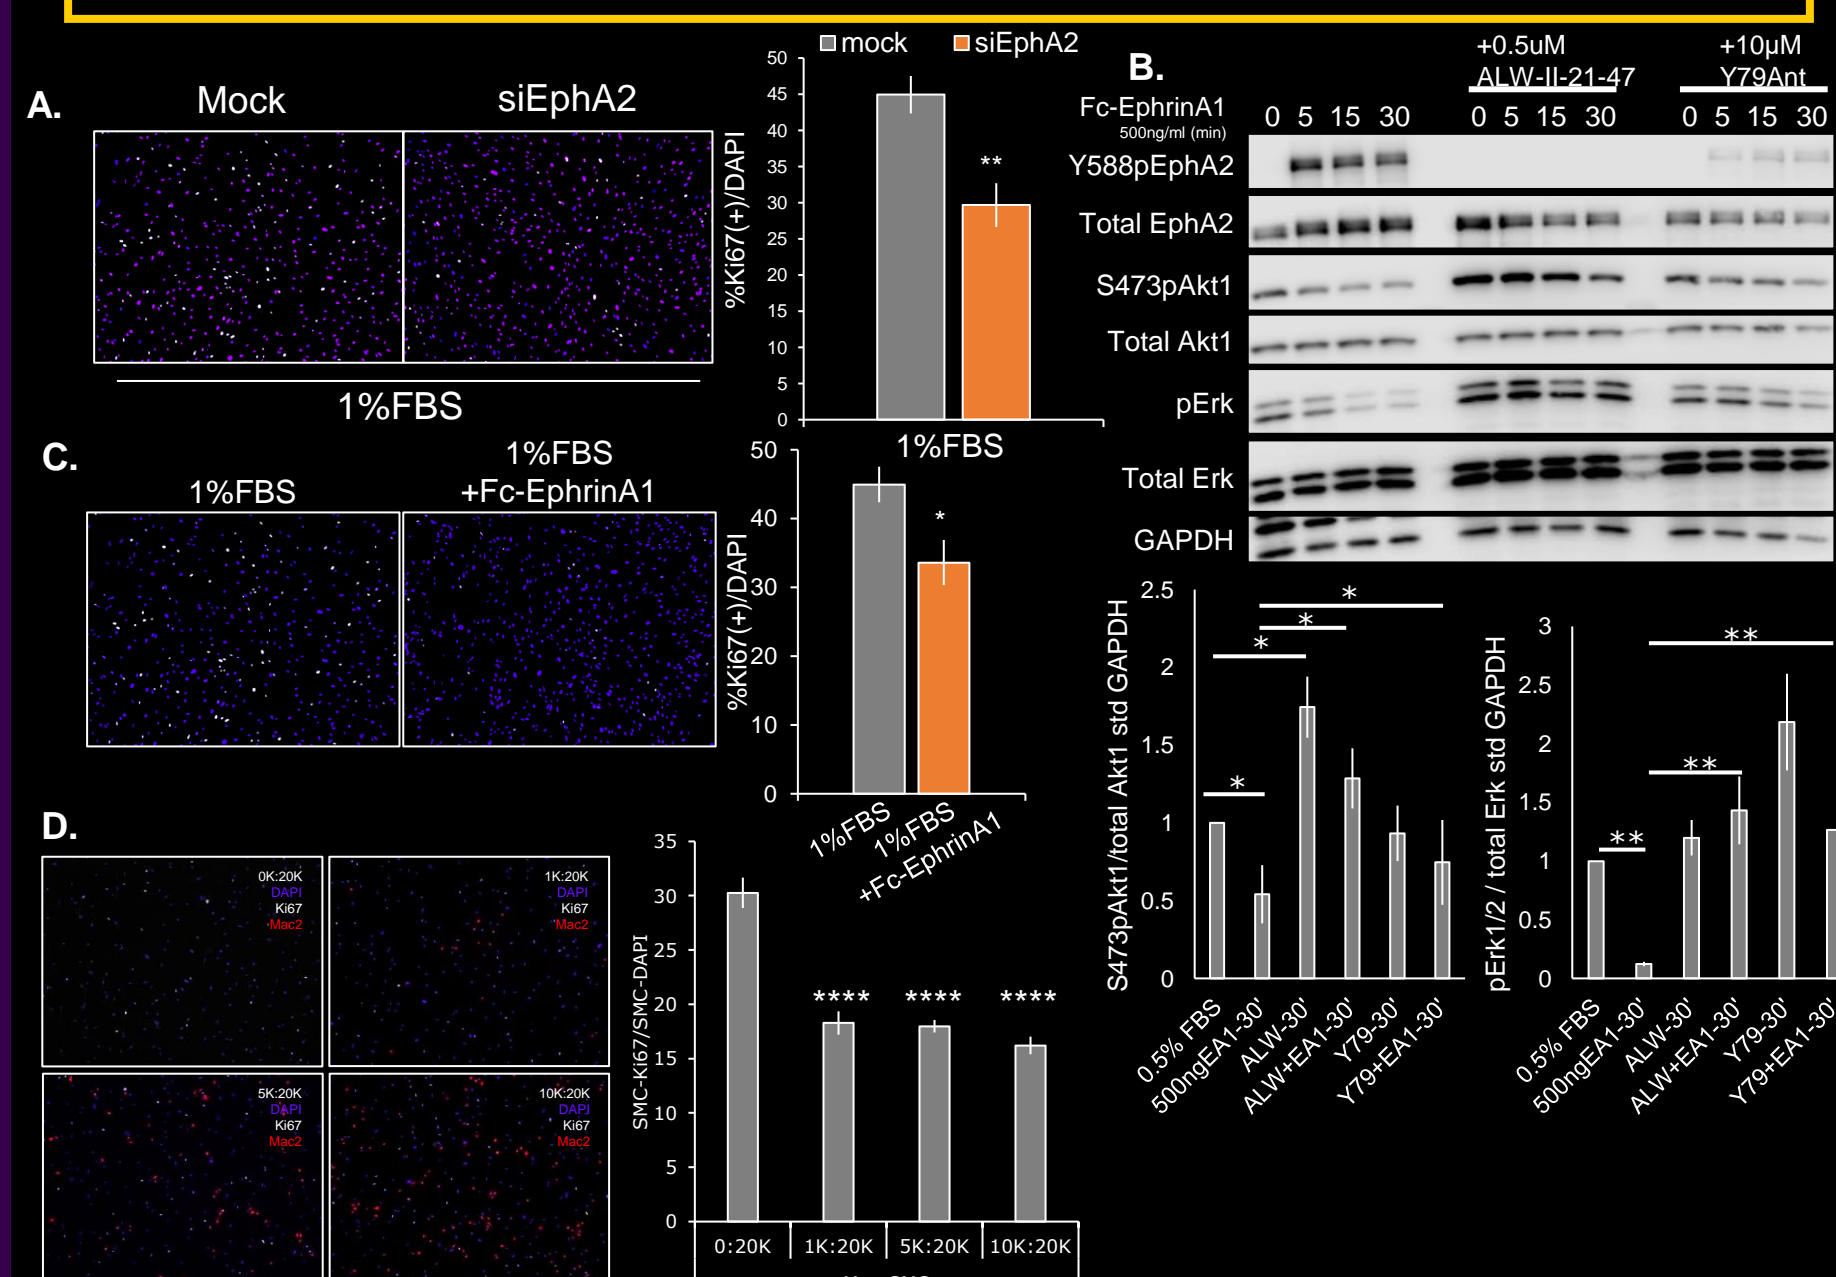 A.
Mock
siEphA2
1%FBS
mock
siEphA2
%Ki67(+)/DAPI
50
45
40
35
30
25
20
15
10
5
0
**
1%FBS
B.
+0.5uM
ALW-II-21-47
+10µM
Y79Ant
Fc-EphrinA1
500ng/ml (min)
0 5 15 30
0 5 15 30
0 5 15 30
Y588pEphA2
Total EphA2
S473pAkt1
Total Akt1
pErk
Total Erk
GAPDH
S473pAkt1/total Akt1 std GAPDH
2.5
2
1.5
1
0.5
0
*
*
*
*
0.5% FBS
500ngEA1-30'
ALW-30'
ALW+EA1-30'
Y79-30'
Y79+EA1-30'
pErk1/2 / total Erk std GAPDH
3
2.5
2
1.5
1
0.5
0
**
**
**
0.5% FBS
500ngEA1-30'
ALW-30'
ALW+EA1-30'
Y79-30'
Y79+EA1-30'
C.
1%FBS
1%FBS
+Fc-EphrinA1
%Ki67(+)/DAPI
50
40
30
20
10
0
*
1%FBS
1%FBS
+Fc-EphrinA1
D.
0K:20K
DAPI
Ki67
Mac2
1K:20K
DAPI
Ki67
Mac2
5K:20K
DAPI
Ki67
Mac2
10K:20K
DAPI
Ki67
Mac2
SMC-Ki67/SMC-DAPI
35
30
25
20
15
10
5
0
****
****
****
0:20K
1K:20K
5K:20K
10K:20K